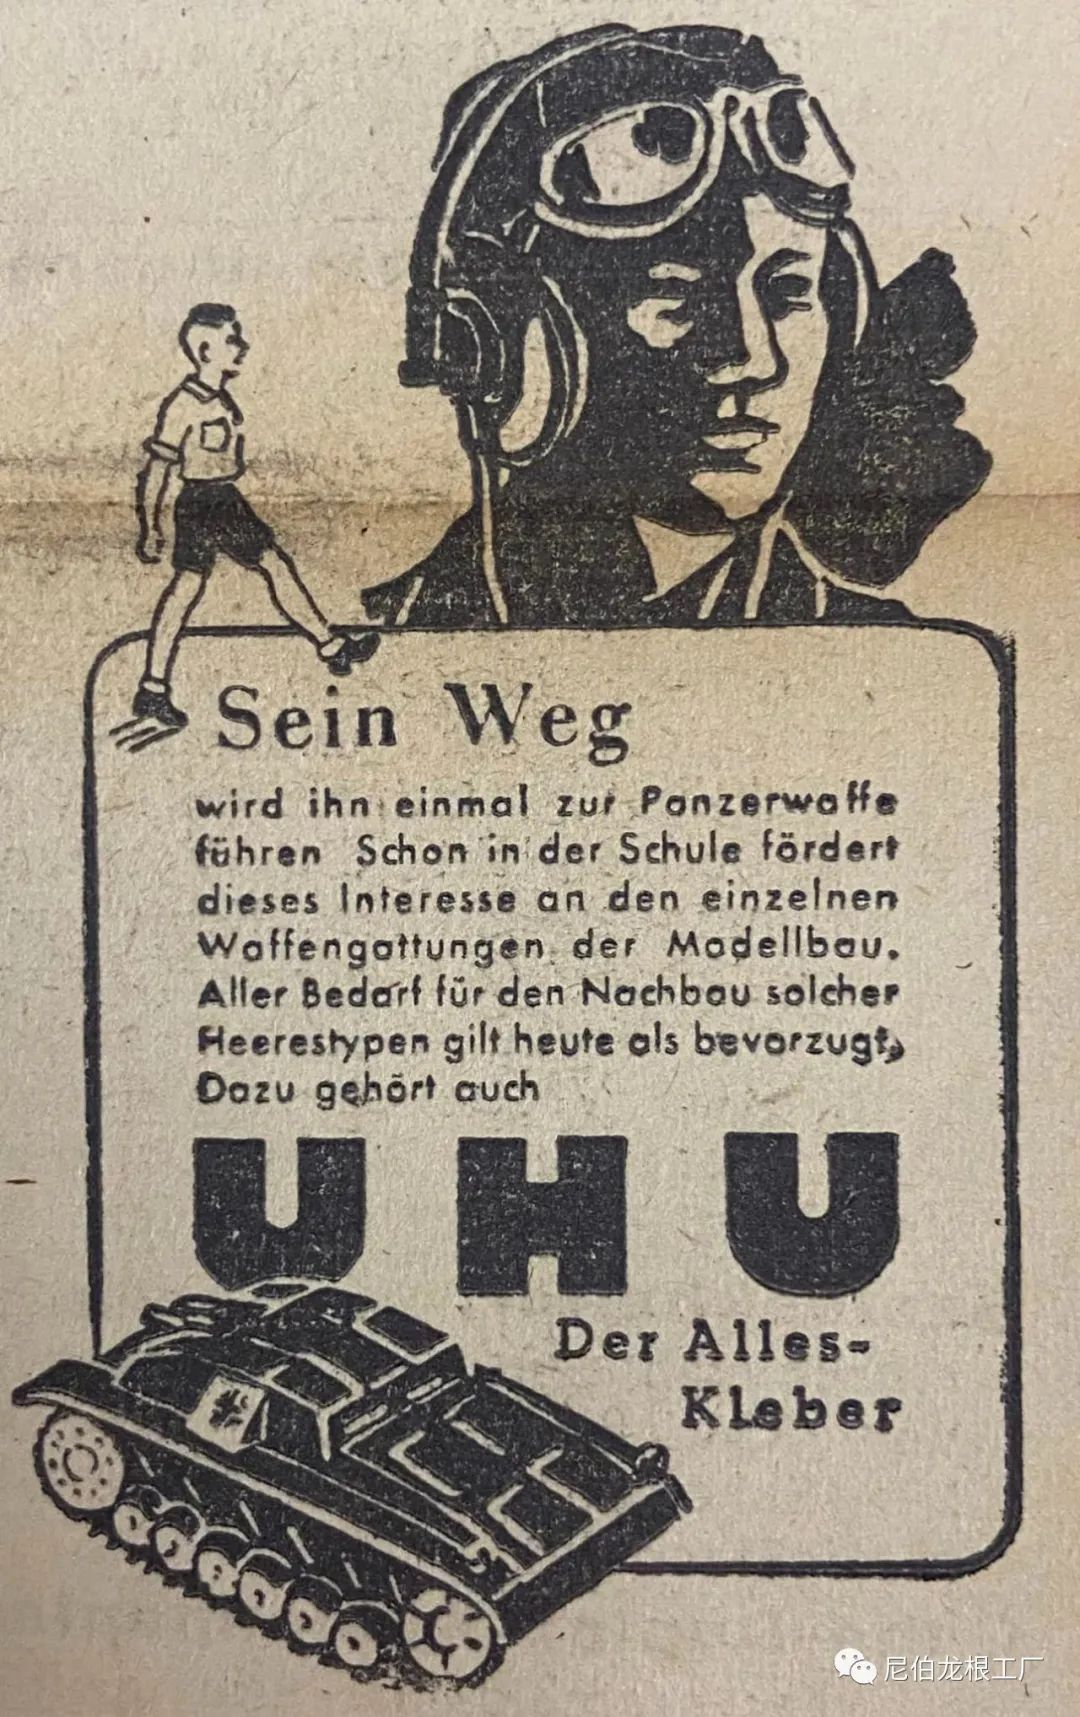 Sein Weg
wird ihn einmal zur Panzerwaffe
führen Schon in der Schule fördert
dieses Interesse an den einzelnen
Waffengattungen der Modellbau.
Aller Bedarf für den Nachbau solcher
Heerestypen gilt heute als bevorzugt,
Dazu gehört auch
UHU
Der Alles-
Kleber
尼伯龙根工厂